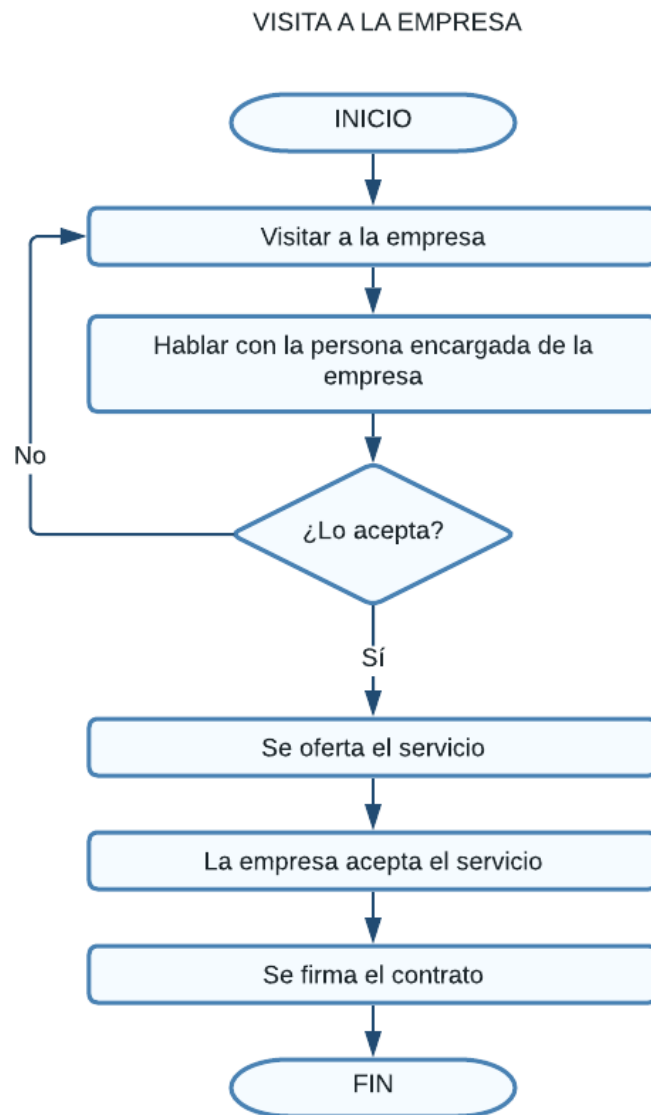 VISITA A LA EMPRESA
INICIO
Visitar a la empresa
Hablar con la persona encargada de la
empresa
No
¿Lo acepta?
Sí
Se oferta el servicio
La empresa acepta el servicio
Se firma el contrato
FIN